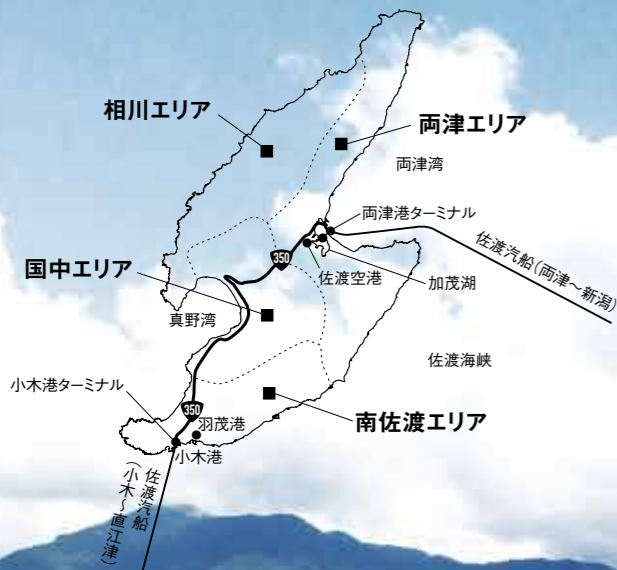 相川エリア
両津エリア
両津湾
両津港ターミナル
佐渡汽船(両津～新潟)
350
佐渡空港
加茂湖
国中エリア
真野湾
佐渡海峡
小木港ターミナル
350
羽茂港
南佐渡エリア
小木港
佐渡汽船
(小木～直江津)